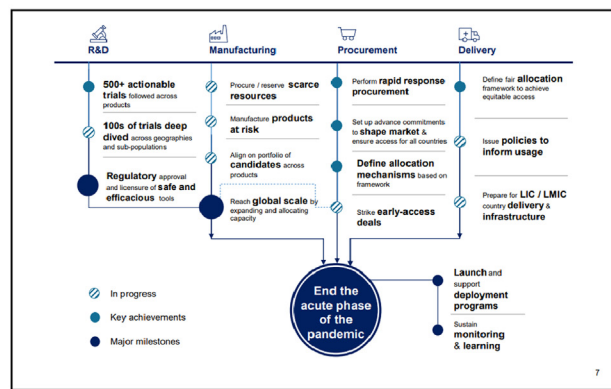 R&D
500+ actionable
trials followed across
products
100s of trials deep
dived across geographies
and sub-populations
Regulatory approval
and licensure of safe and
efficacious tools
Manufacturing
Procure / reserve scarce
resources
Manufacture products
at risk
Align on portfolio of
candidates across
products
Reach global scale by
expanding and allocating
capacity
Procurement
Perform rapid response
procurement
Set up advance commitments
to shape market &
ensure access for all countries
Define allocation
mechanisms based on
framework
Strike early-access
deals
Delivery
Define fair allocation
framework to achieve
equitable access
Issue policies to
inform usage
Prepare for LIC / LMIC
country delivery &
infrastructure
End the
acute phase
of the
pandemic
Launch and
support
deployment
programs
Sustain
monitoring
& learning
In progress
Key achievements
Major milestones
7